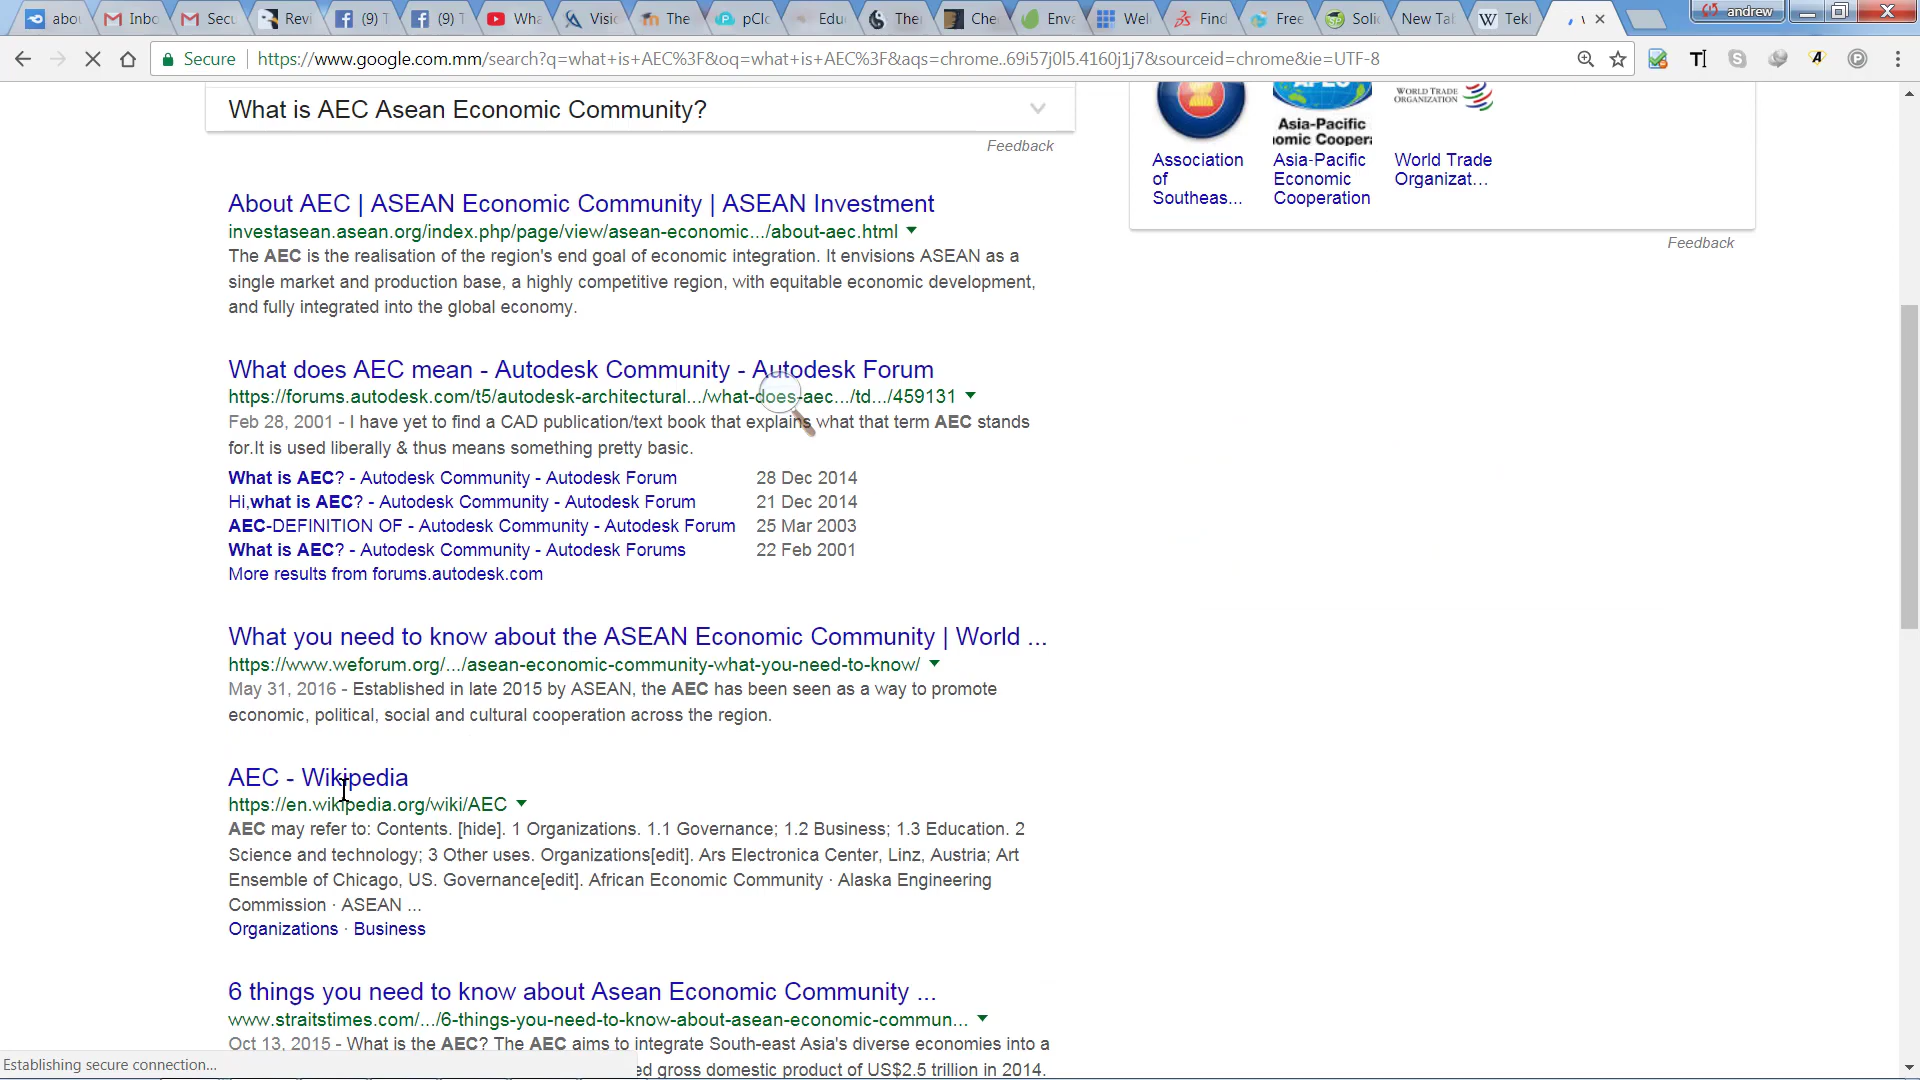 abou
Inbo
Secu
Revi
(9) T
(9) T
Wha
Visio
The
pClo
Edu
The
Che
Enva
Wel
Find
Free
Solid
New Tab
Tekl
andrew
Secure
https://www.google.com.mm/search?q=what+is+AEC%3F&oq=what+is+AEC%3F&aqs=chrome..69i57j0l5.4160j1j7&sourceid=chrome&ie=UTF-8
What is AEC Asean Economic Community?
Feedback
WORLD TRADE
ORGANIZATION
Asia-Pacific
Association
of
Southeas...
Asia-Pacific
Economic
Cooperation
World Trade
Organizat...
Feedback
About AEC | ASEAN Economic Community | ASEAN Investment
investasean.asean.org/index.php/page/view/asean-economic.../about-aec.html
The AEC is the realisation of the region's end goal of economic integration. It envisions ASEAN as a
single market and production base, a highly competitive region, with equitable economic development,
and fully integrated into the global economy.
What does AEC mean - Autodesk Community - Autodesk Forum
https://forums.autodesk.com/t5/autodesk-architectural.../what-does-aec.../td.../459131
Feb 28, 2001 - I have yet to find a CAD publication/text book that explains what that term AEC stands
for.It is used liberally & thus means something pretty basic.
What is AEC? - Autodesk Community - Autodesk Forum 28 Dec 2014
Hi,what is AEC? - Autodesk Community - Autodesk Forum 21 Dec 2014
AEC-DEFINITION OF - Autodesk Community - Autodesk Forum 25 Mar 2003
What is AEC? - Autodesk Community - Autodesk Forums 22 Feb 2001
More results from forums.autodesk.com
What you need to know about the ASEAN Economic Community | World ...
https://www.weforum.org/.../asean-economic-community-what-you-need-to-know/
May 31, 2016 - Established in late 2015 by ASEAN, the AEC has been seen as a way to promote
economic, political, social and cultural cooperation across the region.
AEC - Wikipedia
https://en.wikipedia.org/wiki/AEC
AEC may refer to: Contents. [hide]. 1 Organizations. 1.1 Governance; 1.2 Business; 1.3 Education. 2
Science and technology; 3 Other uses. Organizations[edit]. Ars Electronica Center, Linz, Austria; Art
Ensemble of Chicago, US. Governance[edit]. African Economic Community · Alaska Engineering
Commission · ASEAN ...
Organizations · Business
6 things you need to know about Asean Economic Community ...
www.straitstimes.com/.../6-things-you-need-to-know-about-asean-economic-commun...
Oct 13, 2015 - What is the AEC? The AEC aims to integrate South-east Asia's diverse economies into a
ed gross domestic product of US$2.5 trillion in 2014.
Establishing secure connection...